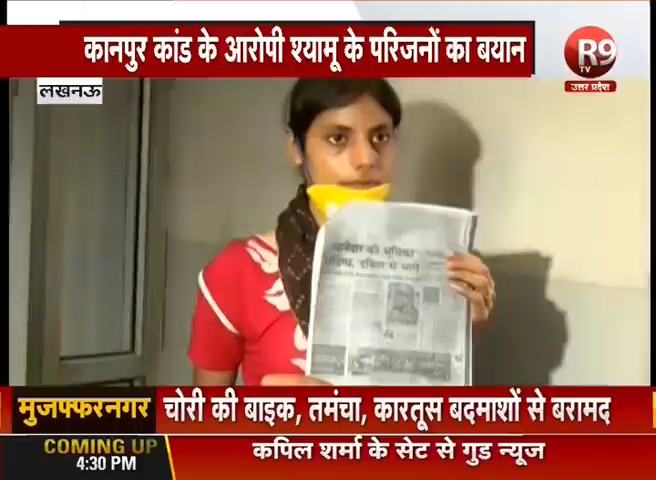 कानपुर कांड के आरोपी श्यामू के परिजनों का बयान
R9
TV
उत्तर प्रदेश
लखनऊ
मुजफ्फरनगर
चोरी की बाइक, तमंचा, कारतूस बदमाशों से बरामद
COMING UP
4:30 PM
कपिल शर्मा के सेट से गुड न्यूज